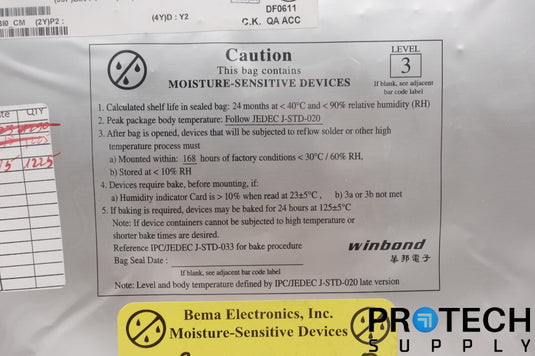 (4Y)D : Y2
DF0611
C.K. QA ACC
BI0_CM (2Y)P2 :
QTY
1225
Caution
This bag contains
MOISTURE-SENSITIVE DEVICES
LEVEL
3
If blank, see adjacent
bar code label
1. Calculated shelf life in sealed bag: 24 months at < 40°C and < 90% relative humidity (RH)
2. Peak package body temperature: Follow JEDEC J-STD-020
3. After bag is opened, devices that will be subjected to reflow solder or other high
temperature process must
a) Mounted within: 168 hours of factory conditions < 30°C / 60% RH,
b) Stored at < 10% RH
4. Devices require bake, before mounting, if:
a) Humidity indicator Card is > 10% when read at 23±5°C , b) 3a or 3b not met
5. If baking is required, devices may be baked for 24 hours at 125±5°C
Note: If device containers cannot be subjected to high temperature or
shorter bake times are desired.
Reference IPC/JEDEC J-STD-033 for bake procedure
Bag Seal Date :
If blank, see adjacent bar code label
Note: Level and body temperature defined by IPC/JEDEC J-STD-020 late version
winbond
華邦電子
Bema Electronics, Inc.
Moisture-Sensitive Devices
PROTECH
SUPPLY